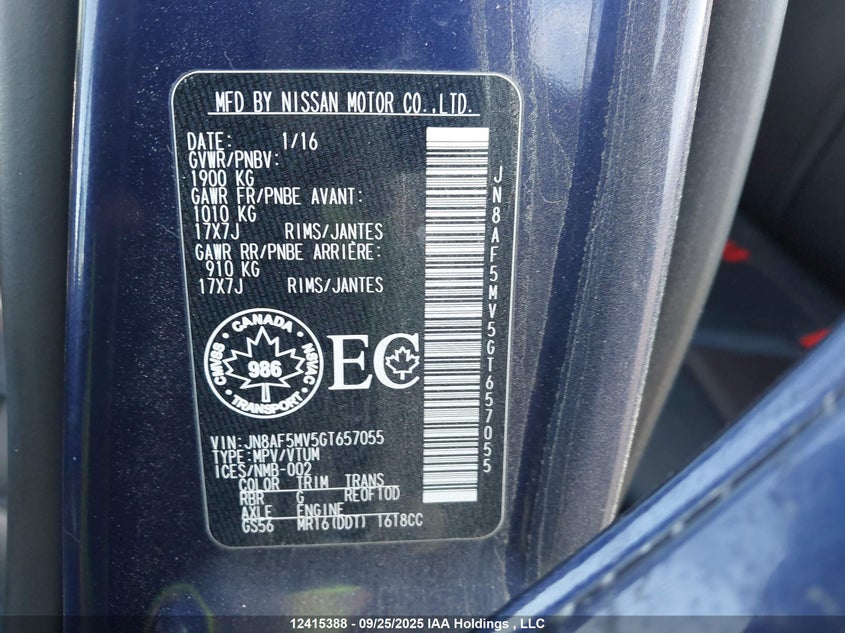 MFD BY NISSAN MOTOR CO.,LTD.
DATE: 1/16
GVWR/PNBV:
1900 KG
GAWR FR/PNBE AVANT:
1010 KG
17X7J RIMS/JANTES
GAWR RR/PNBE ARRIÈRE:
910 KG
17X7J RIMS/JANTES
CANADA
CMVSS
NSVAC
986
EC
VIN:JN8AF5MV5GT657055
TYPE:MPV/VTUM
ICES/NMB-002
COLOR TRIM TRANS
RBR G RE0F10D
AXLE ENGINE
GS56 MR16(DDT) 16T8CC
JN8AF5MV5GT657055
12415388 - 09/25/2025 IAA Holdings , LLC